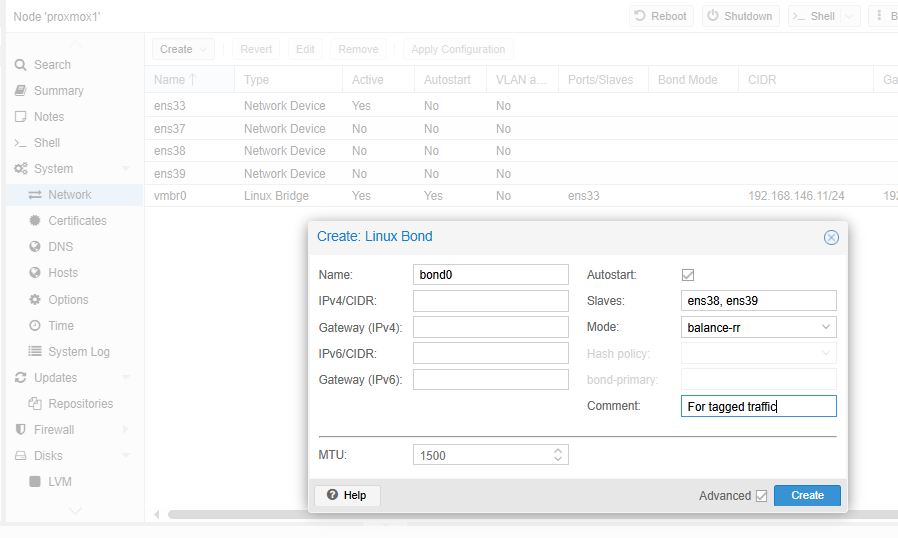 Node 'proxmox1'
Reboot
Shutdown
Shell
B
Search
Summary
Notes
Shell
System
Network
Certificates
DNS
Hosts
Options
Time
System Log
Updates
Repositories
Firewall
Disks
LVM
Create
Revert
Edit
Remove
Apply Configuration
Name Type Active Autostart VLAN a... Ports/Slaves Bond Mode CIDR Ga
ens33 Network Device Yes No No
ens37 Network Device No No No
ens38 Network Device No No No
ens39 Network Device No No No
vmbr0 Linux Bridge Yes Yes No ens33 192.168.146.11/24 192
Create: Linux Bond
Name: bond0
IPv4/CIDR:
Gateway (IPv4):
IPv6/CIDR:
Gateway (IPv6):
Autostart:
Slaves: ens38, ens39
Mode: balance-rr
Hash policy:
bond-primary:
Comment: For tagged traffic
MTU: 1500
Help
Advanced
Create